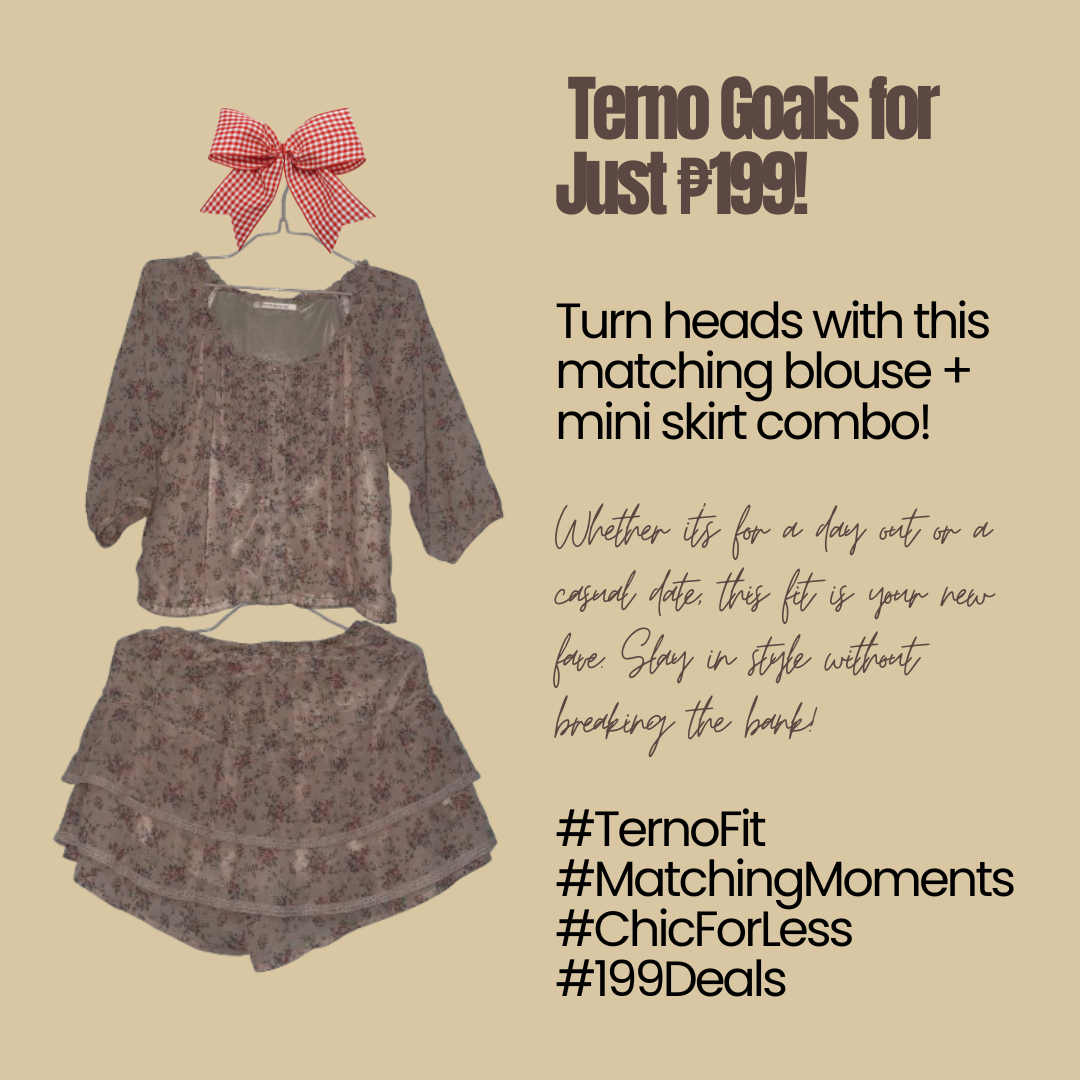 Terno Goals for
Just ₱199!
Turn heads with this
matching blouse +
mini skirt combo!
Whether it's for a day out or a
casual date, this fit is your new
fave. Slay in style without
breaking the bank!
#TernoFit
#MatchingMoments
#ChicForLess
#199Deals